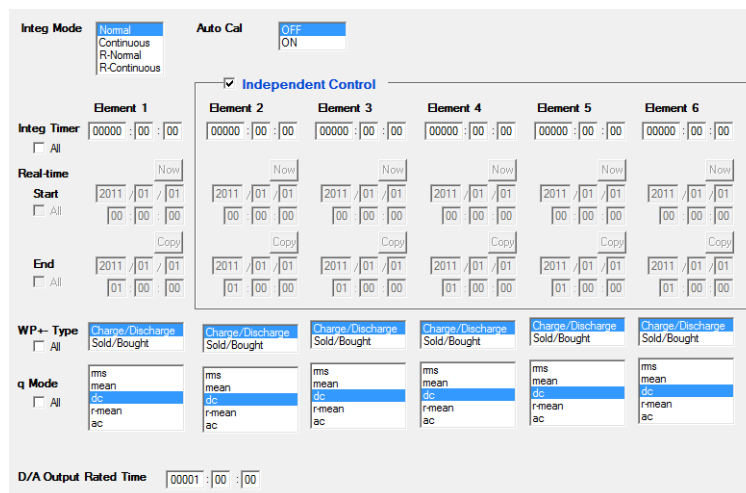 Integ Mode Normal Auto Cal OFF
Continuous ON
R-Normal
R-Continuous
Independent Control
Element 1 Element 2 Element 3 Element 4 Element 5 Element 6
Integ Timer 00000 : 00 : 00 00000 : 00 : 00 00000 : 00 : 00 00000 : 00 : 00 00000 : 00 : 00 00000 : 00 : 00
All
Real-time Now Now Now Now Now Now
Start 2011 / 01 / 01 2011 / 01 / 01 2011 / 01 / 01 2011 / 01 / 01 2011 / 01 / 01 2011 / 01 / 01
All 00 : 00 : 00 00 : 00 : 00 00 : 00 : 00 00 : 00 : 00 00 : 00 : 00 00 : 00 : 00
Copy Copy Copy Copy Copy Copy
End 2011 / 01 / 01 2011 / 01 / 01 2011 / 01 / 01 2011 / 01 / 01 2011 / 01 / 01 2011 / 01 / 01
All 01 : 00 : 00 01 : 00 : 00 01 : 00 : 00 01 : 00 : 00 01 : 00 : 00 01 : 00 : 00
WP+- Type Charge/Discharge Charge/Discharge Charge/Discharge Charge/Discharge Charge/Discharge Charge/Discharge
All Sold/Bought Sold/Bought Sold/Bought Sold/Bought Sold/Bought Sold/Bought
rms rms rms rms rms rms
q Mode mean mean mean mean mean mean
All dc dc dc dc dc dc
r-mean r-mean r-mean r-mean r-mean r-mean
ac ac ac ac ac ac
D/A Output Rated Time 00001 : 00 : 00